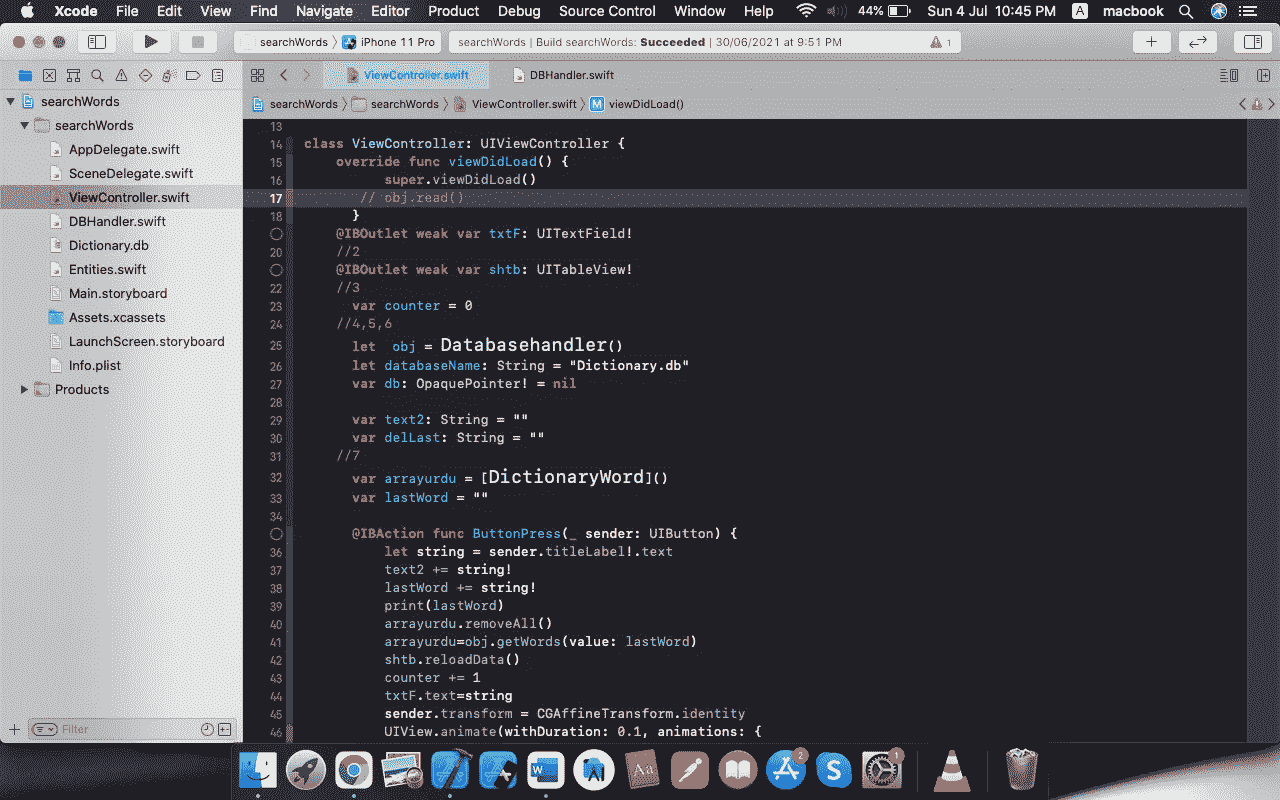 Xcode File Edit View Find Navigate Editor Product Debug Source Control Window Help 44% Sun 4 Jul 10:45 PM A macbook
searchWords iPhone 11 Pro searchWords | Build searchWords: Succeeded | 30/06/2021 at 9:51 PM 1
ViewController.swift DBHandler.swift
searchWords searchWords ViewController.swift M viewDidLoad()
searchWords
searchWords
AppDelegate.swift
SceneDelegate.swift
ViewController.swift
DBHandler.swift
Dictionary.db
Entities.swift
Main.storyboard
Assets.xcassets
LaunchScreen.storyboard
Info.plist
Products
Filter
13
14 class ViewController: UIViewController {
15 override func viewDidLoad() {
16 super.viewDidLoad()
17 // obj.read()
18 }
@IBOutlet weak var txtF: UITextField!
20 //2
@IBOutlet weak var shtb: UITableView!
22 //3
23 var counter = 0
24 //4,5,6
25 let obj = Databasehandler()
26 let databaseName: String = "Dictionary.db"
27 var db: OpaquePointer! = nil
28
29 var text2: String = ""
30 var delLast: String = ""
31 //7
32 var arrayurdu = [DictionaryWord]()
33 var lastWord = ""
34
@IBAction func ButtonPress(_ sender: UIButton) {
36 let string = sender.titleLabel!.text
37 text2 += string!
38 lastWord += string!
39 print(lastWord)
40 arrayurdu.removeAll()
41 arrayurdu=obj.getWords(value: lastWord)
42 shtb.reloadData()
43 counter += 1
44 txtF.text=string
45 sender.transform = CGAffineTransform.identity
46 UIView.animate(withDuration: 0.1, animations: {
W AI Aa 2 S 1